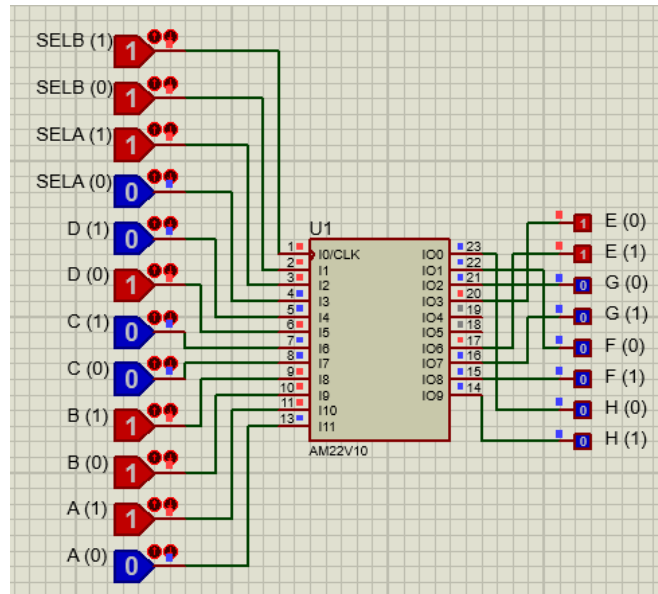 SELB (1) 1
SELB (0) 1
SELA (1) 1
SELA (0) 0
D (1) 0
D (0) 1
C (1) 0
C (0) 0
B (1) 1
B (0) 1
A (1) 1
A (0) 0
U1
1 I0/CLK IO0 23
2 I1 IO1 22
3 I2 IO2 21
4 I3 IO3 20
5 I4 IO4 19
6 I5 IO5 18
7 I6 IO6 17
8 I7 IO7 16
9 I8 IO8 15
10 I9 IO9 14
11 I10
13 I11
AM22V10
1 E (0)
1 E (1)
0 G (0)
0 G (1)
0 F (0)
0 F (1)
0 H (0)
0 H (1)